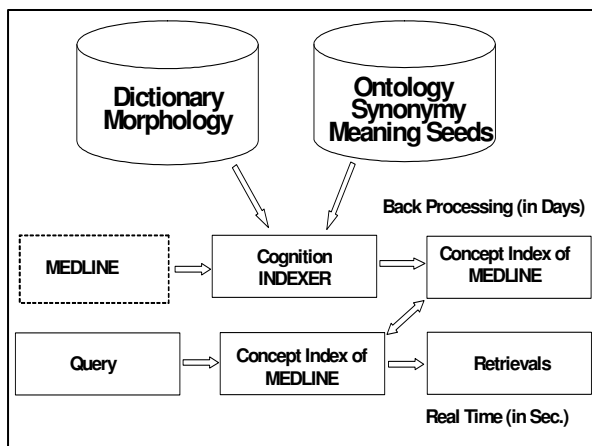 Dictionary
Morphology
Ontology
Synonymy
Meaning Seeds
Back Processing (in Days)
MEDLINE
Cognition
INDEXER
Concept Index of
MEDLINE
Query
Concept Index of
MEDLINE
Retrievals
Real Time (in Sec.)